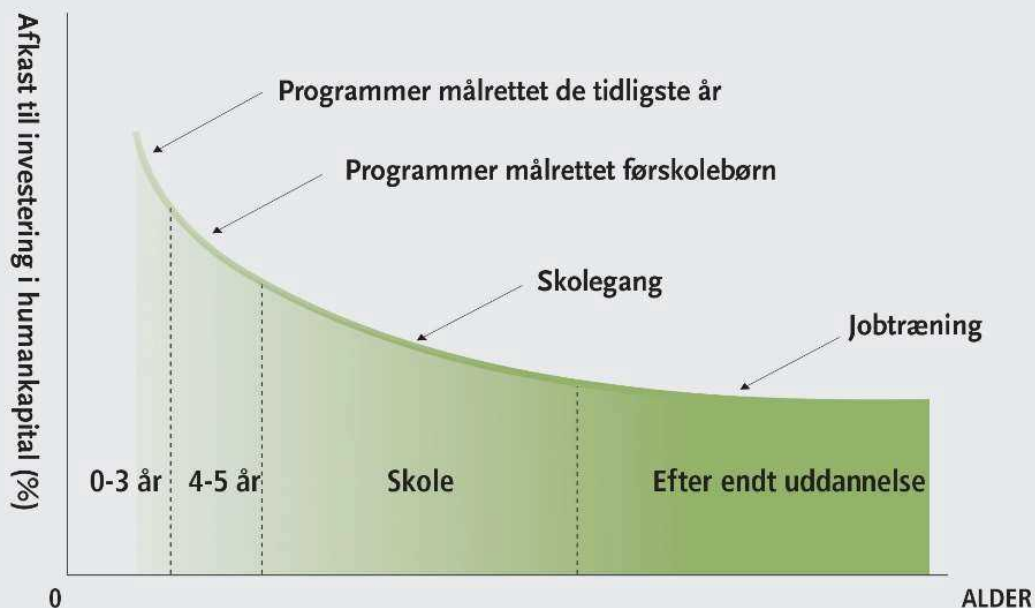 Afkast til investering i humankapital (%)
Programmer målrettet de tidligste år
Programmer målrettet førskolebørn
Skolegang
Jobtræning
0-3 år
4-5 år
Skole
Efter endt uddannelse
0
ALDER